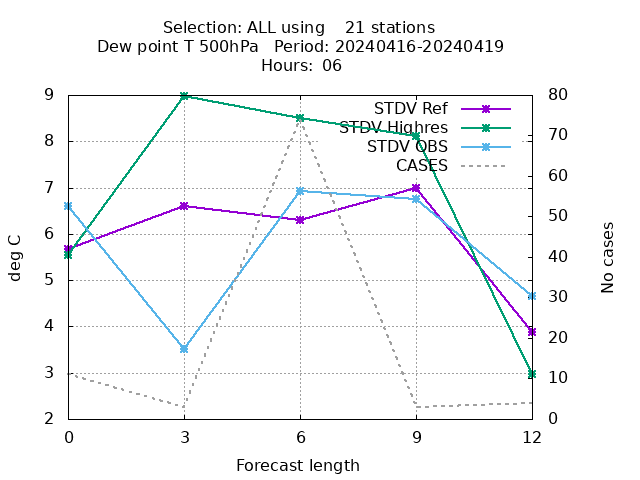 Selection: ALL using    21 stations
Dew point T 500hPa   Period: 20240416-20240419
Hours: 06
STDV Ref
STDV Highres
STDV OBS
CASES
9
8
7
6
5
4
3
2
80
70
60
50
40
30
20
10
0
deg C
No cases
0 3 6 9 12
Forecast length